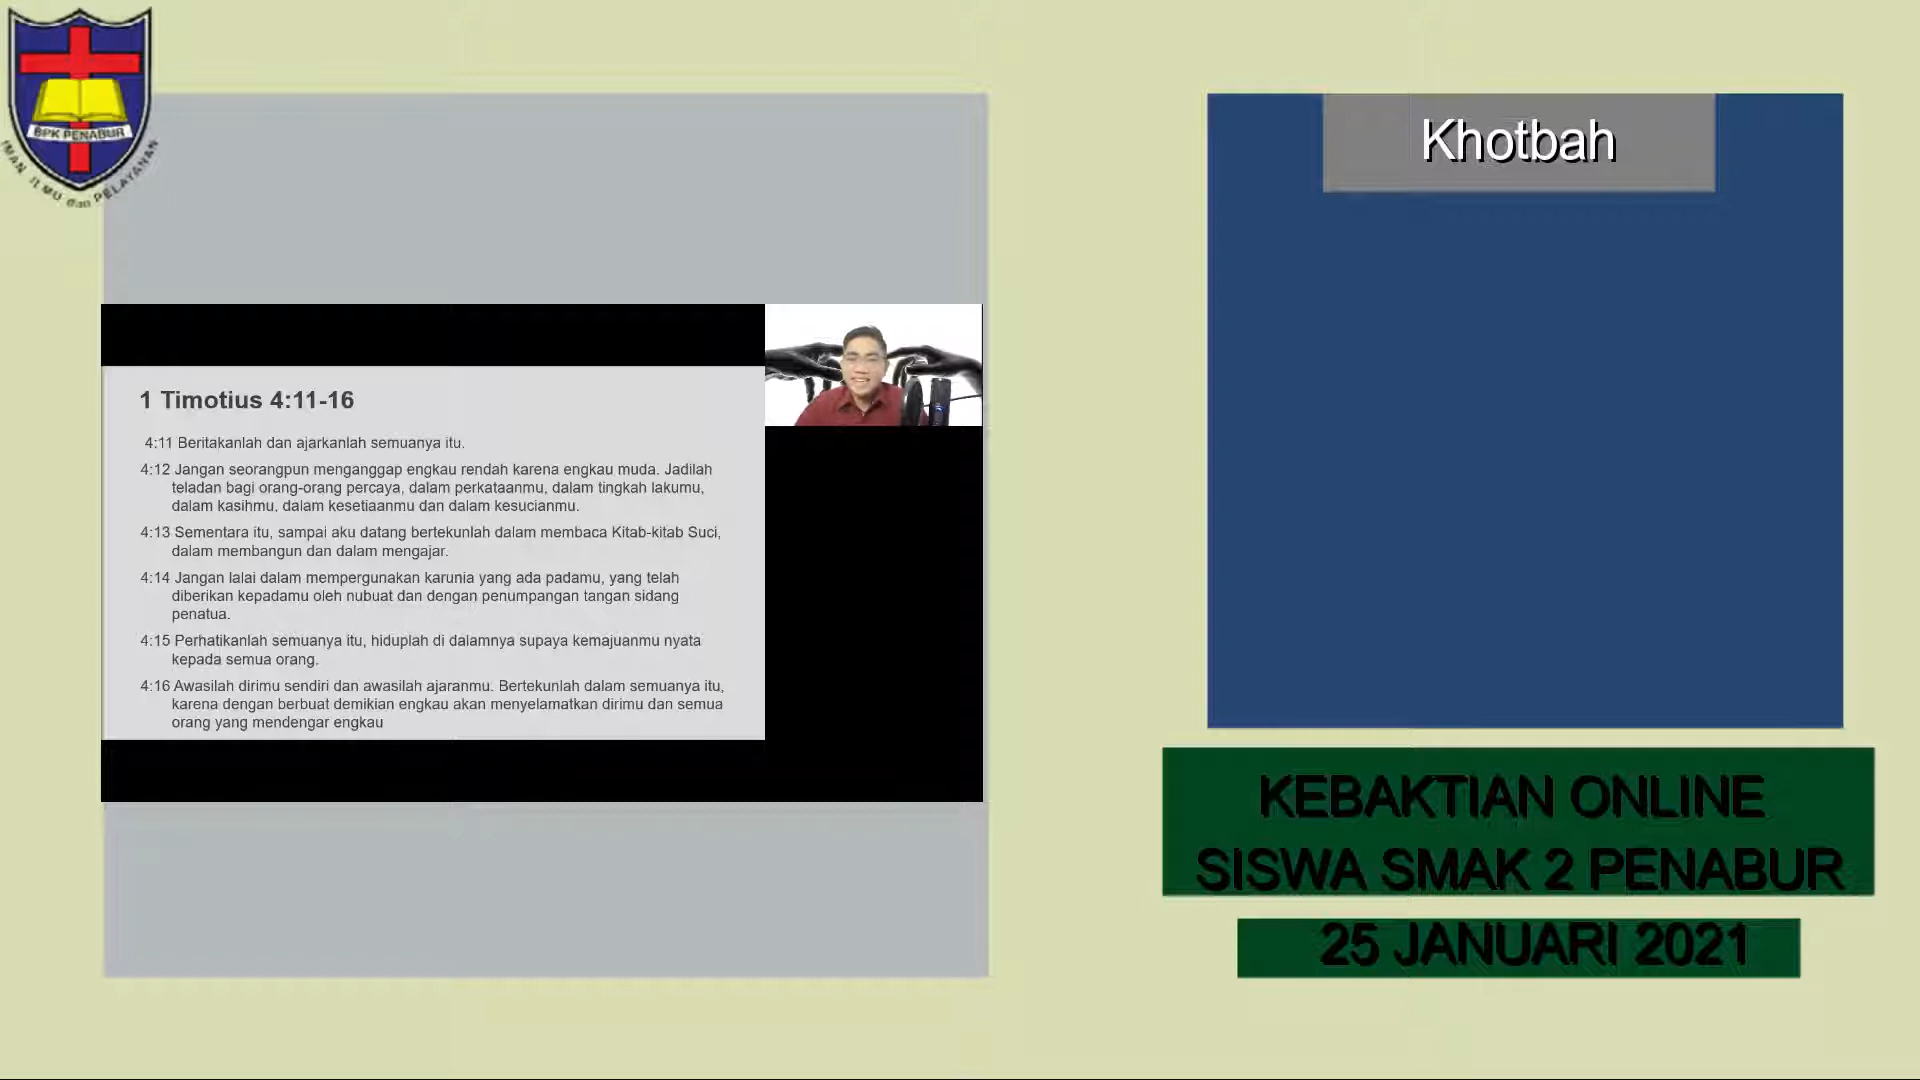 BPK PENABUR
IMAN ILMU dan PELAYANAN
Khotbah
1 Timotius 4:11-16
4:11 Beritakanlah dan ajarkanlah semuanya itu.
4:12 Jangan seorangpun menganggap engkau rendah karena engkau muda. Jadilah
teladan bagi orang-orang percaya, dalam perkataanmu, dalam tingkah lakumu,
dalam kasihmu, dalam kesetiaanmu dan dalam kesucianmu.
4:13 Sementara itu, sampai aku datang bertekunlah dalam membaca Kitab-kitab Suci,
dalam membangun dan dalam mengajar.
4:14 Jangan lalai dalam mempergunakan karunia yang ada padamu, yang telah
diberikan kepadamu oleh nubuat dan dengan penumpangan tangan sidang
penatua.
4:15 Perhatikanlah semuanya itu, hiduplah di dalamnya supaya kemajuanmu nyata
kepada semua orang.
4:16 Awasilah dirimu sendiri dan awasilah ajaranmu. Bertekunlah dalam semuanya itu,
karena dengan berbuat demikian engkau akan menyelamatkan dirimu dan semua
orang yang mendengar engkau
KEBAKTIAN ONLINE
SISWA SMAK 2 PENABUR
25 JANUARI 2021